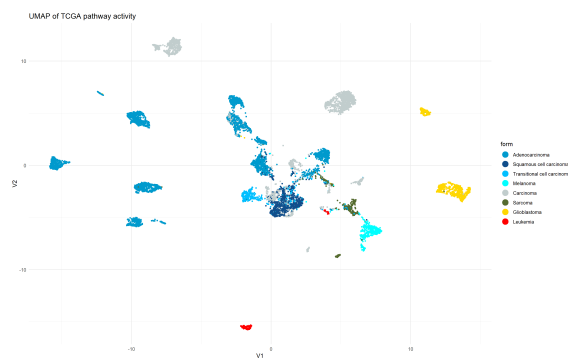 UMAP of TCGA pathway activity
10
0
-10
V2
-10
0
10
V1
form
Adenocarcinoma
Squamous cell carcinoma
Transitional cell carcinoma
Melanoma
Carcinoma
Sarcoma
Glioblastoma
Leukemia